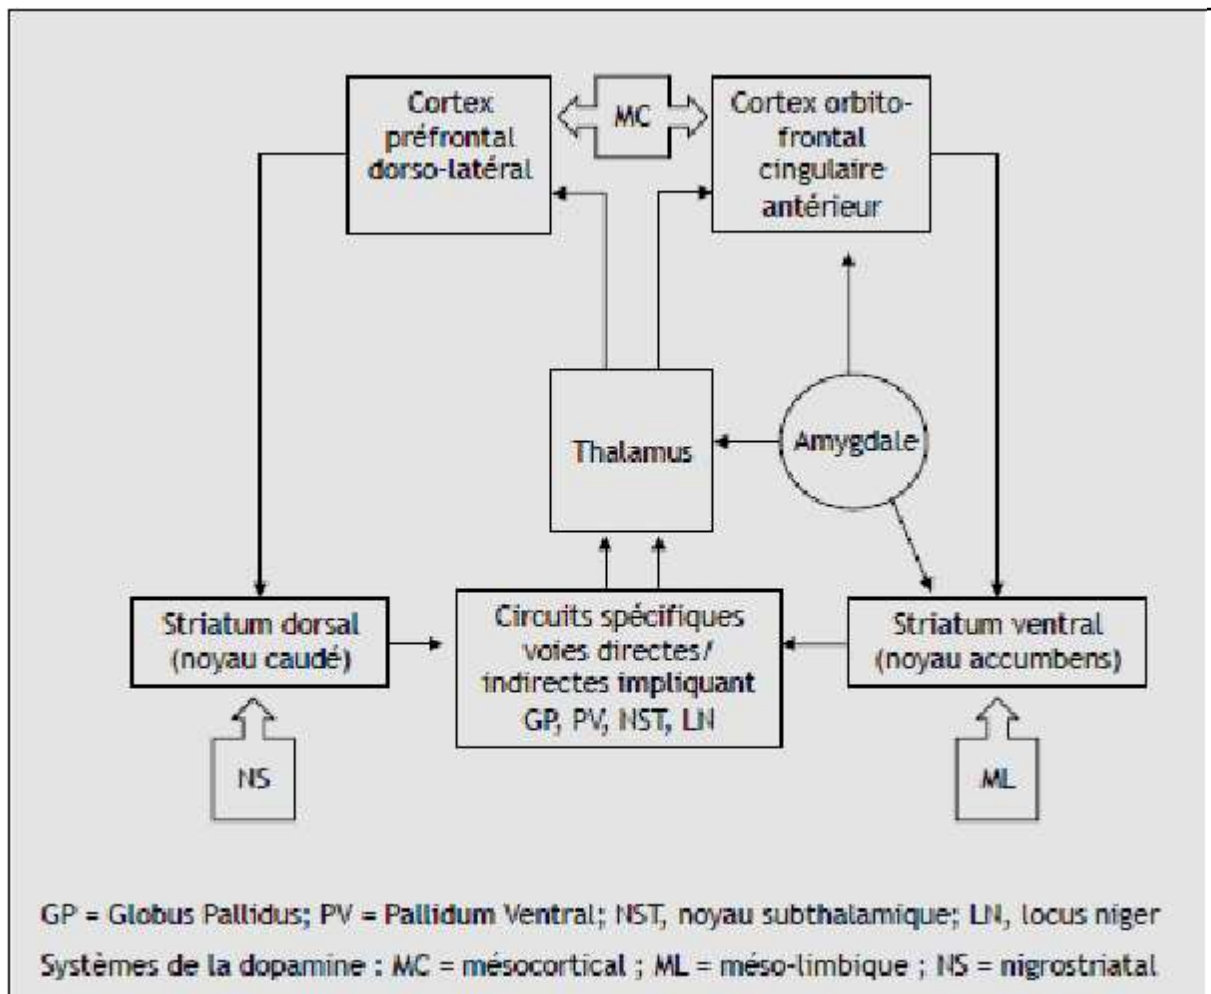 Cortex
préfrontal
dorso-latéral
MC
Cortex orbito-
frontal
cingulaire
antérieur
Thalamus
Amygdale
Striatum dorsal
(noyau caudé)
Circuits spécifiques
voies directes/
indirectes impliquant
GP, PV, NST, LN
Striatum ventral
(noyau accumbens)
NS
ML
GP = Globus Pallidus; PV = Pallidum Ventral; NST, noyau subthalamique; LN, locus niger
Systèmes de la dopamine : MC = mésocortical ; ML = méso-limbique ; NS = nigrostriatal